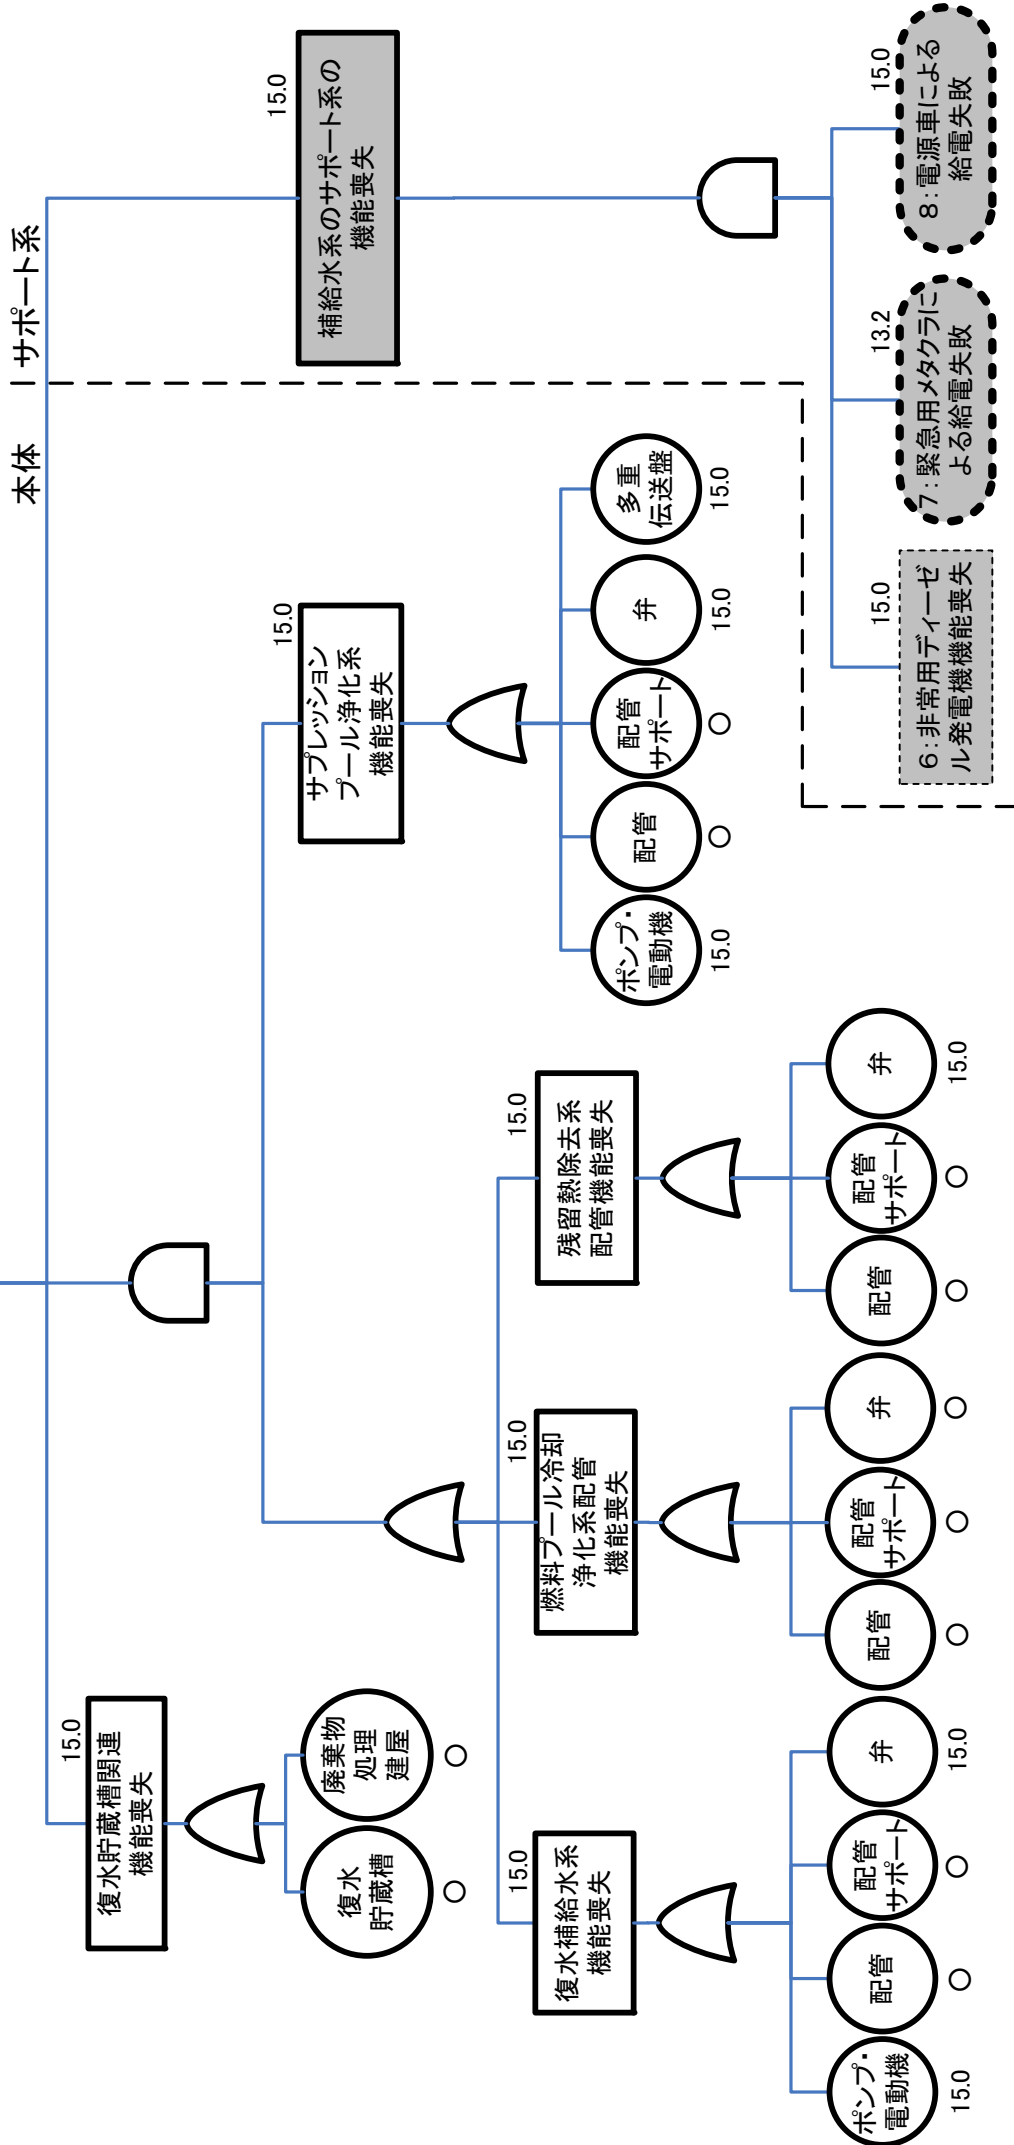 本体
サポート系
15.0
復水貯蔵槽関連
機能喪失
復水
貯蔵槽
○
廃棄物
処理
建屋
○
15.0
復水補給水系
機能喪失
ポンプ・
電動機
15.0
配管
○
配管
サポート
○
弁
15.0
15.0
燃料プール冷却
浄化系配管
機能喪失
配管
○
配管
サポート
○
弁
○
15.0
残留熱除去系
配管機能喪失
配管
○
配管
サポート
○
弁
15.0
15.0
サプレッション
プール浄化系
機能喪失
ポンプ・
電動機
15.0
配管
○
配管
サポート
○
弁
15.0
多重
伝送盤
15.0
15.0
補給水系のサポート系の
機能喪失
15.0
6:非常用ディーゼ
ル発電機機能喪失
13.2
7:緊急用メタクラに
よる給電失敗
15.0
8:電源車による
給電失敗